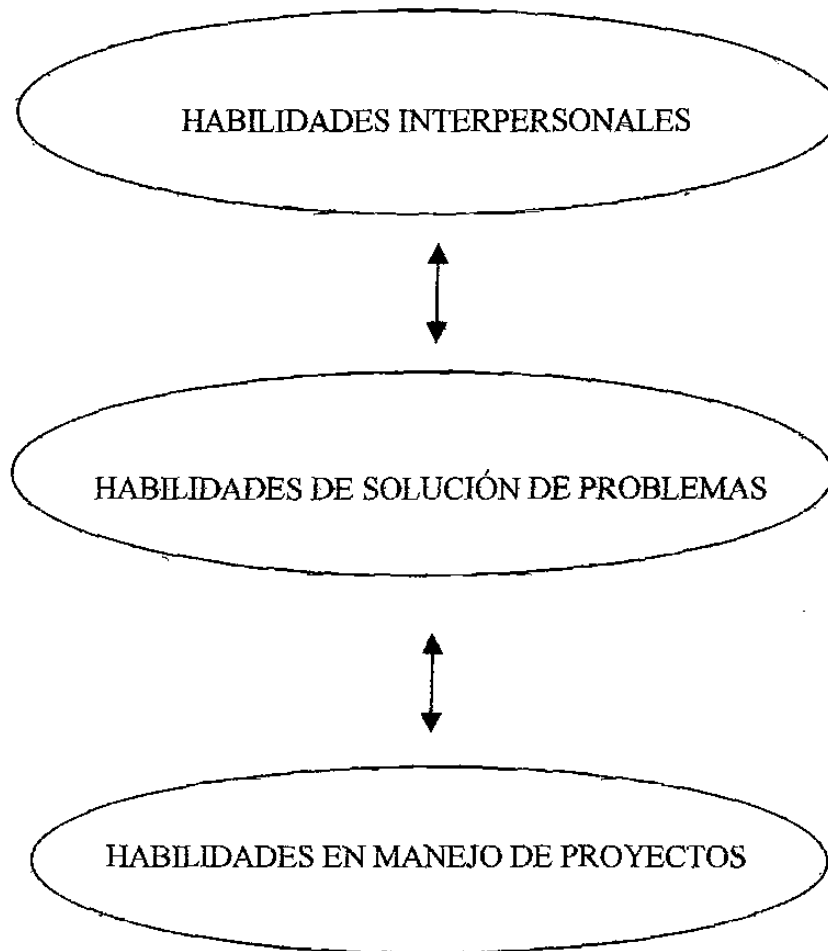 HABILIDADES INTERPERSONALES
HABILIDADES DE SOLUCIÓN DE PROBLEMAS
HABILIDADES EN MANEJO DE PROYECTOS